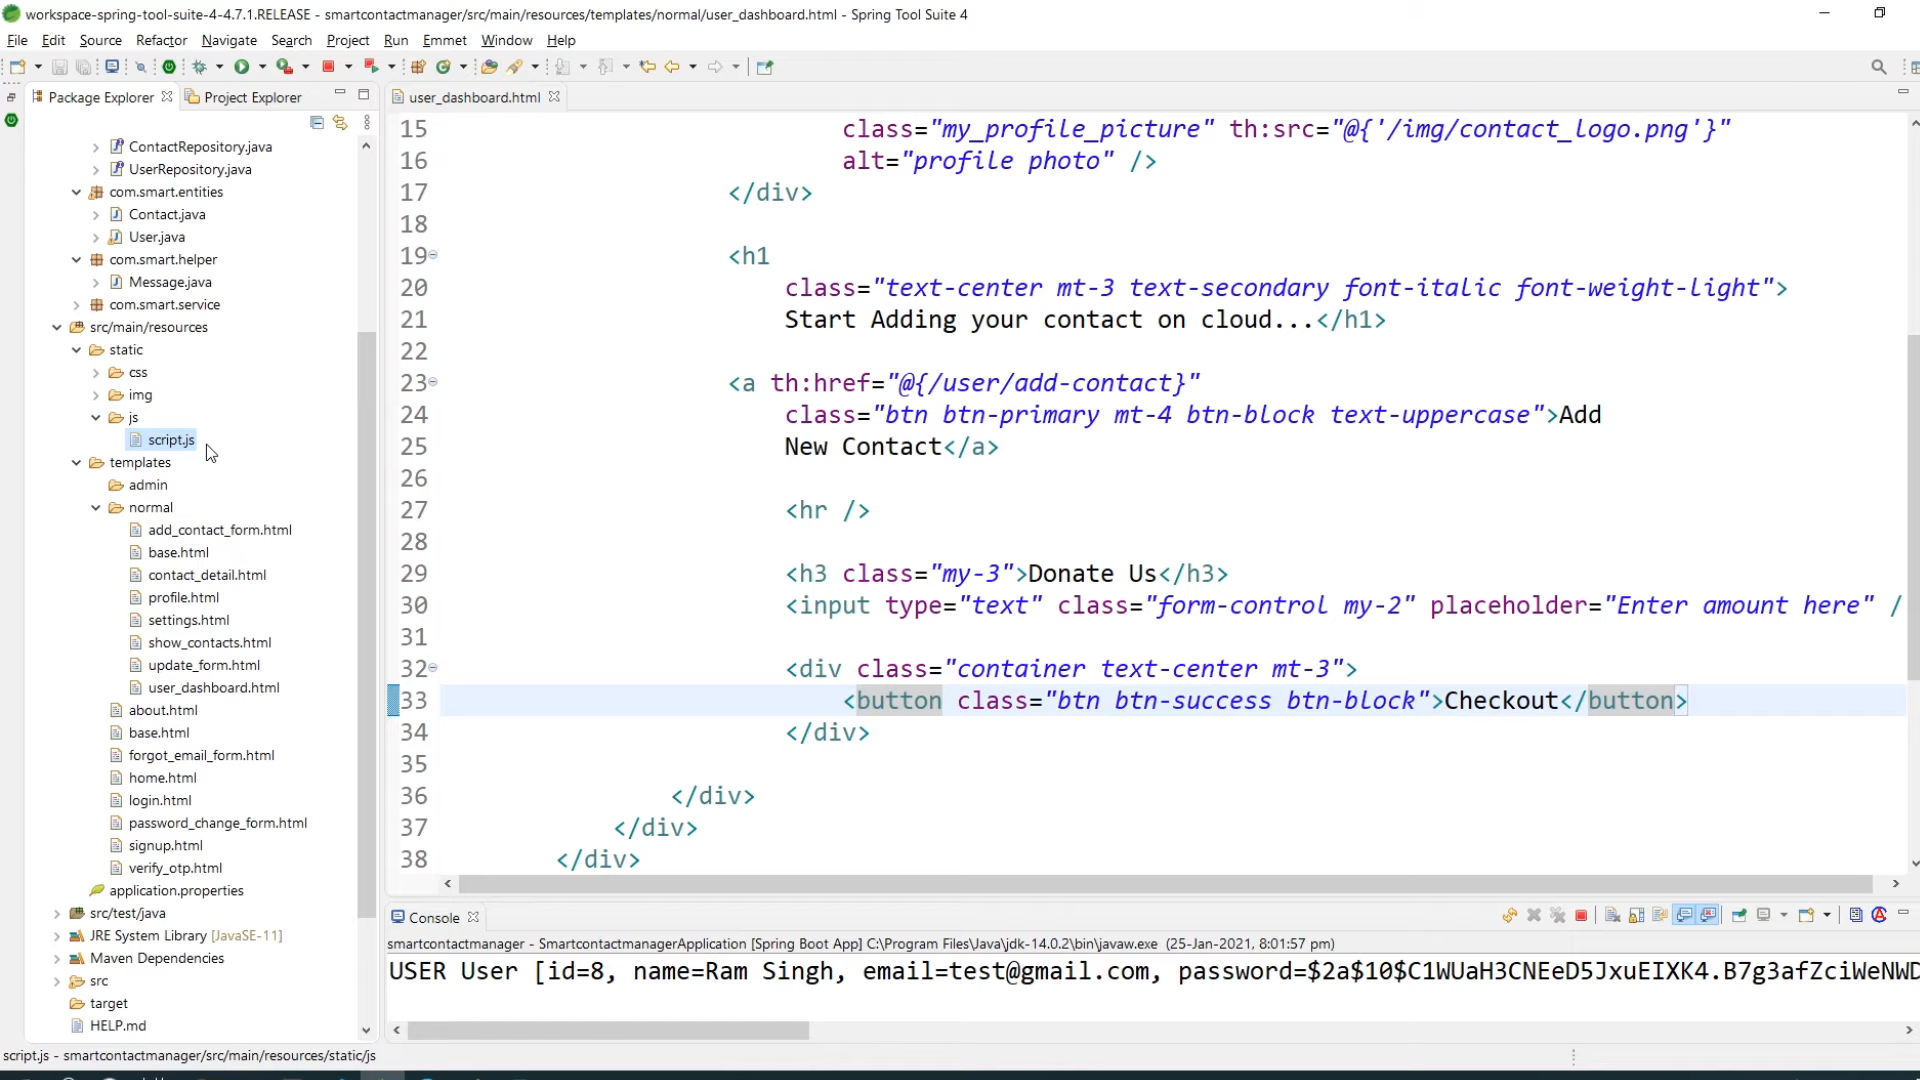 workspace-spring-tool-suite-4-4.7.1.RELEASE - smartcontactmanager/src/main/resources/templates/normal/user_dashboard.html - Spring Tool Suite 4
File Edit Source Refactor Navigate Search Project Run Emmet Window Help
Package Explorer Project Explorer
ContactRepository.java
UserRepository.java
com.smart.entities
Contact.java
User.java
com.smart.helper
Message.java
com.smart.service
src/main/resources
static
css
img
js
script.js
templates
admin
normal
add_contact_form.html
base.html
contact_detail.html
profile.html
settings.html
show_contacts.html
update_form.html
user_dashboard.html
about.html
base.html
forgot_email_form.html
home.html
login.html
password_change_form.html
signup.html
verify_otp.html
application.properties
src/test/java
JRE System Library [JavaSE-11]
Maven Dependencies
src
target
HELP.md
user_dashboard.html
15 class="my_profile_picture" th:src="@{'/img/contact_logo.png'}"
16 alt="profile photo" />
17 </div>
18
19 <h1
20 class="text-center mt-3 text-secondary font-italic font-weight-light">
21 Start Adding your contact on cloud...</h1>
22
23 <a th:href="@{/user/add-contact}"
24 class="btn btn-primary mt-4 btn-block text-uppercase">Add
25 New Contact</a>
26
27 <hr />
28
29 <h3 class="my-3">Donate Us</h3>
30 <input type="text" class="form-control my-2" placeholder="Enter amount here" /
31
32 <div class="container text-center mt-3">
33 <button class="btn btn-success btn-block">Checkout</button>
34 </div>
35
36 </div>
37 </div>
38 </div>
Console
smartcontactmanager - SmartcontactmanagerApplication [Spring Boot App] C:\Program Files\Java\jdk-14.0.2\bin\javaw.exe (25-Jan-2021, 8:01:57 pm)
USER User [id=8, name=Ram Singh, email=test@gmail.com, password=$2a$10$C1WUaH3CNEeD5JxuEIXK4.B7g3afZciWeNWD
script.js - smartcontactmanager/src/main/resources/static/js